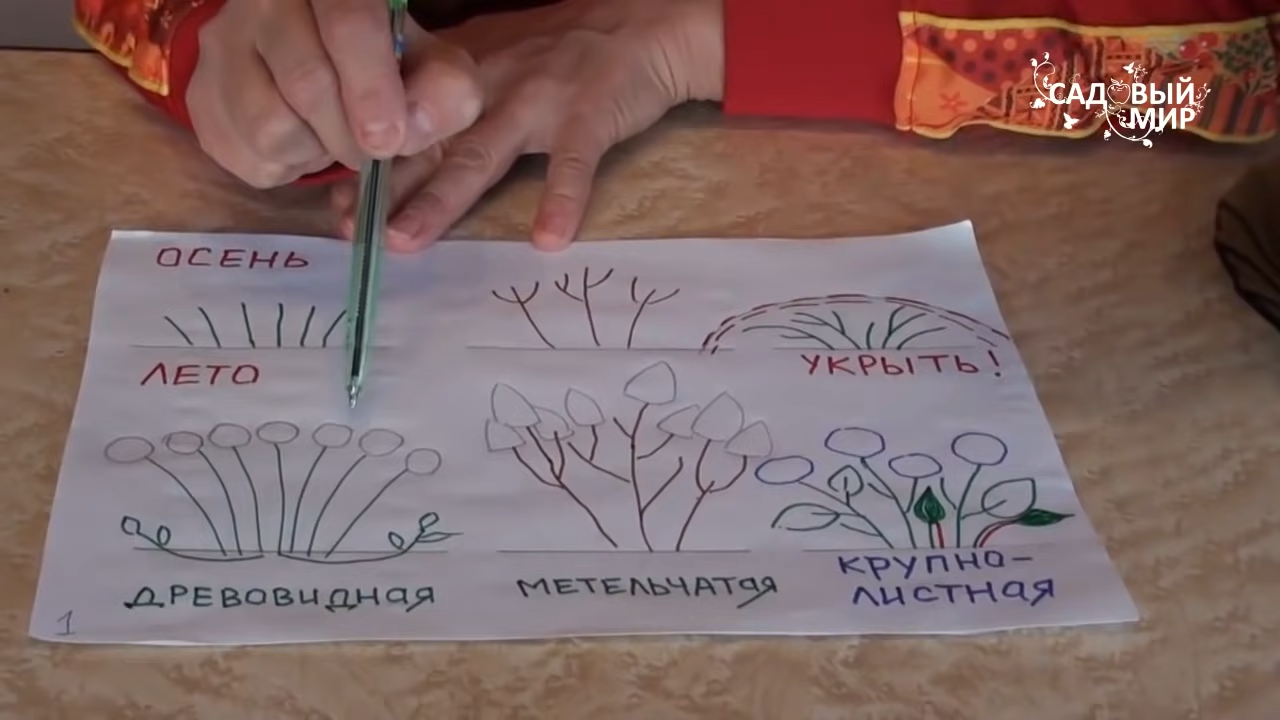 САДОВЫЙ
МИР
ОСЕНЬ
УКРЫТЬ!
ЛЕТО
ДРЕВОВИДНАЯ
МЕТЕЛЬЧАТАЯ
КРУПНО-
ЛИСТНАЯ
1